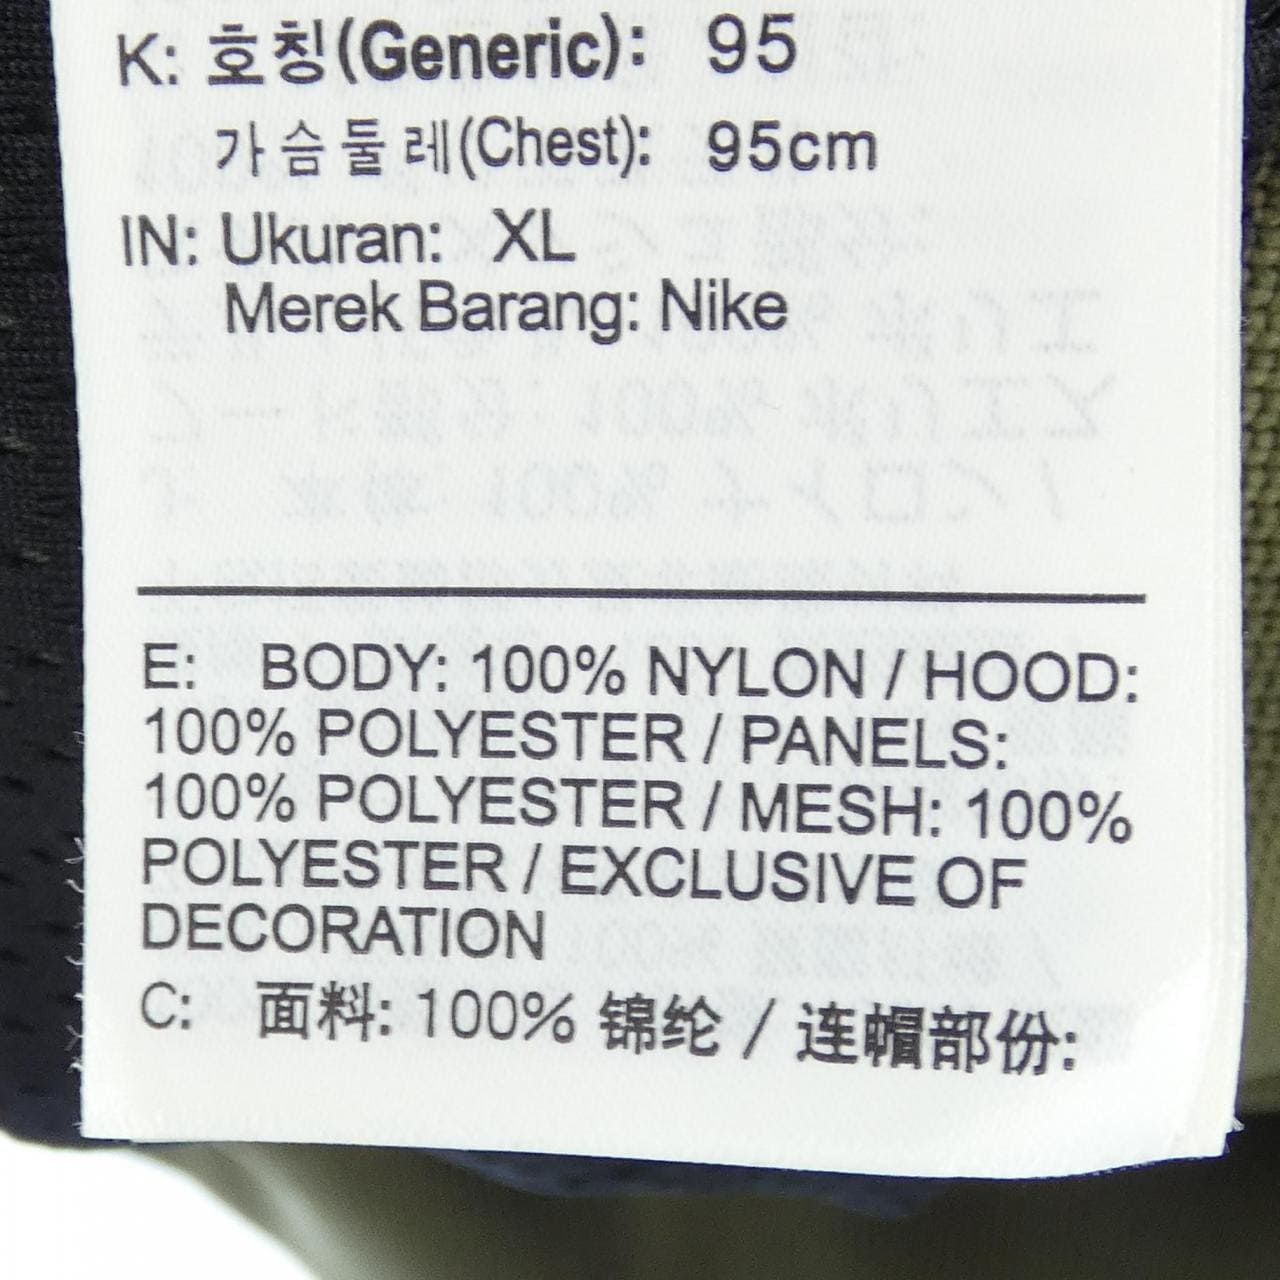 K: 호칭(Generic): 95
가슴둘레(Chest): 95cm
IN: Ukuran: XL
Merek Barang: Nike
E: BODY: 100% NYLON / HOOD:
100% POLYESTER / PANELS:
100% POLYESTER / MESH: 100%
POLYESTER / EXCLUSIVE OF
DECORATION
C: 面料: 100% 锦纶 / 连帽部份: